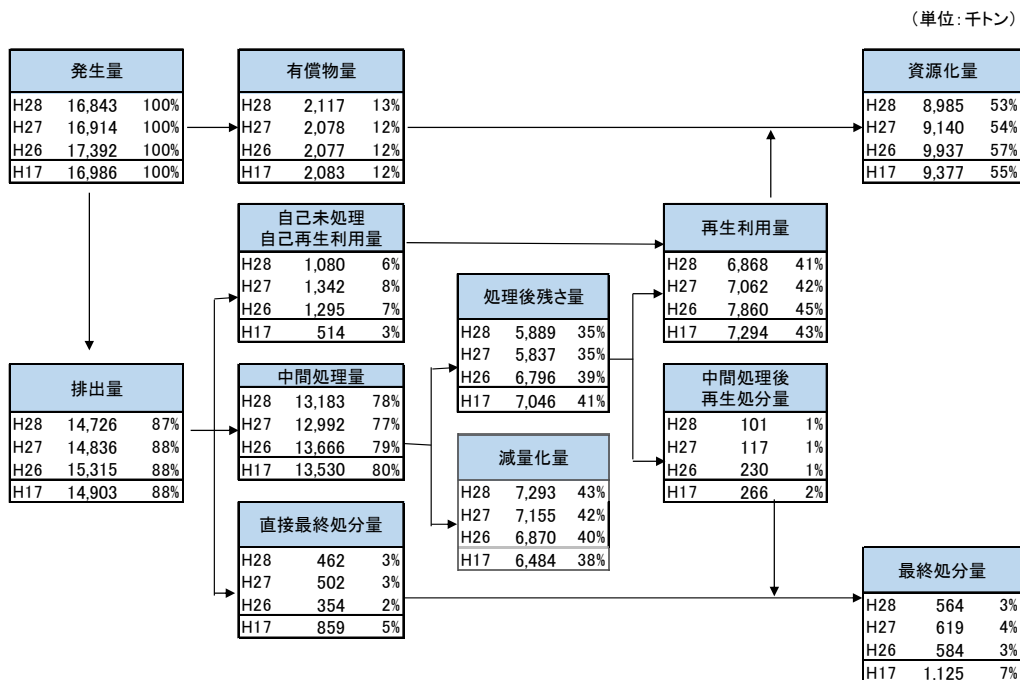 （単位：千トン）
発生量
H28 16,843 100%
H27 16,914 100%
H26 17,392 100%
H17 16,986 100%
有償物量
H28 2,117 13%
H27 2,078 12%
H26 2,077 12%
H17 2,083 12%
資源化量
H28 8,985 53%
H27 9,140 54%
H26 9,937 57%
H17 9,377 55%
自己未処理
自己再生利用量
H28 1,080 6%
H27 1,342 8%
H26 1,295 7%
H17 514 3%
再生利用量
H28 6,868 41%
H27 7,062 42%
H26 7,860 45%
H17 7,294 43%
処理後残さ量
H28 5,889 35%
H27 5,837 35%
H26 6,796 39%
H17 7,046 41%
排出量
H28 14,726 87%
H27 14,836 88%
H26 15,315 88%
H17 14,903 88%
中間処理量
H28 13,183 78%
H27 12,992 77%
H26 13,666 79%
H17 13,530 80%
中間処理後
再生処分量
H28 101 1%
H27 117 1%
H26 230 1%
H17 266 2%
減量化量
H28 7,293 43%
H27 7,155 42%
H26 6,870 40%
H17 6,484 38%
直接最終処分量
H28 462 3%
H27 502 3%
H26 354 2%
H17 859 5%
最終処分量
H28 564 3%
H27 619 4%
H26 584 3%
H17 1,125 7%